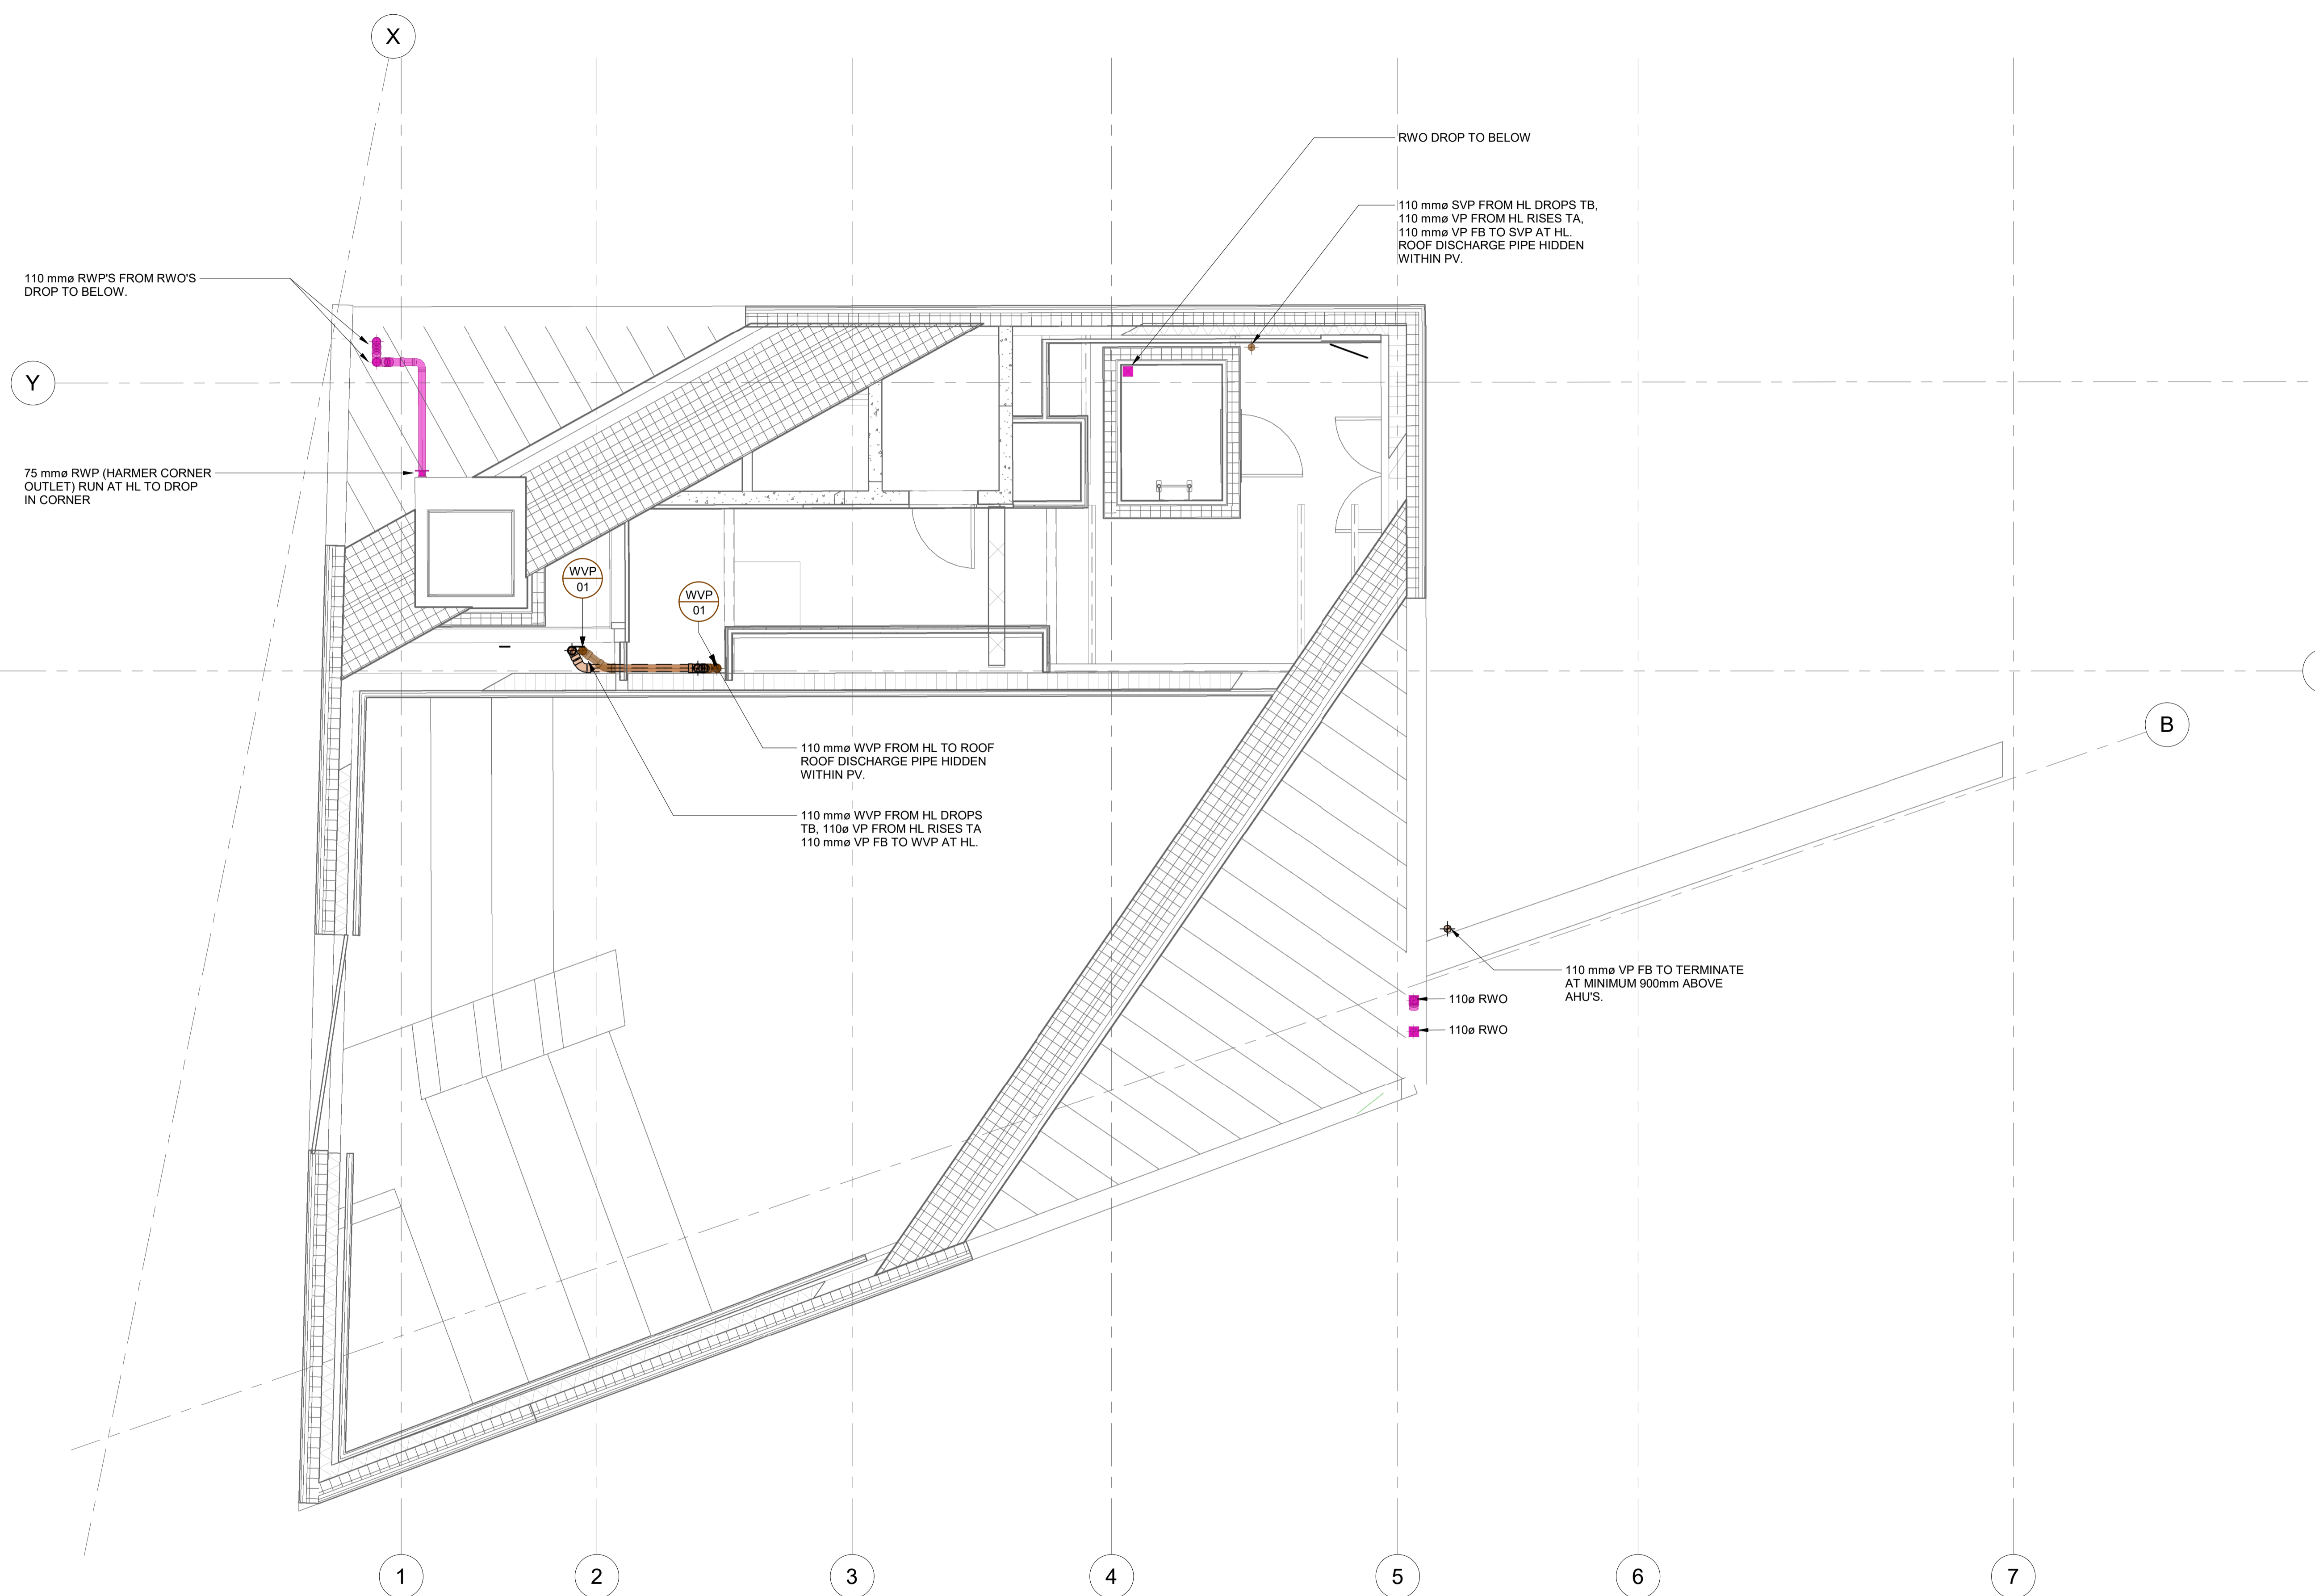 X
RWO DROP TO BELOW
110 mmø SVP FROM HL DROPS TB,
110 mmø VP FROM HL RISES TA,
110 mmø VP FB TO SVP AT HL.
ROOF DISCHARGE PIPE HIDDEN
WITHIN PV.
110 mmø RWP'S FROM RWO'S
DROP TO BELOW.
Y
75 mmø RWP (HARMER CORNER
OUTLET) RUN AT HL TO DROP
IN CORNER
WVP
01
WVP
01
B
110 mmø WVP FROM HL TO ROOF
ROOF DISCHARGE PIPE HIDDEN
WITHIN PV.
110 mmø WVP FROM HL DROPS
TB, 110ø VP FROM HL RISES TA
110 mmø VP FB TO WVP AT HL.
110 mmø VP FB TO TERMINATE
AT MINIMUM 900mm ABOVE
AHU'S.
110ø RWO
110ø RWO
1
2
3
4
5
6
7